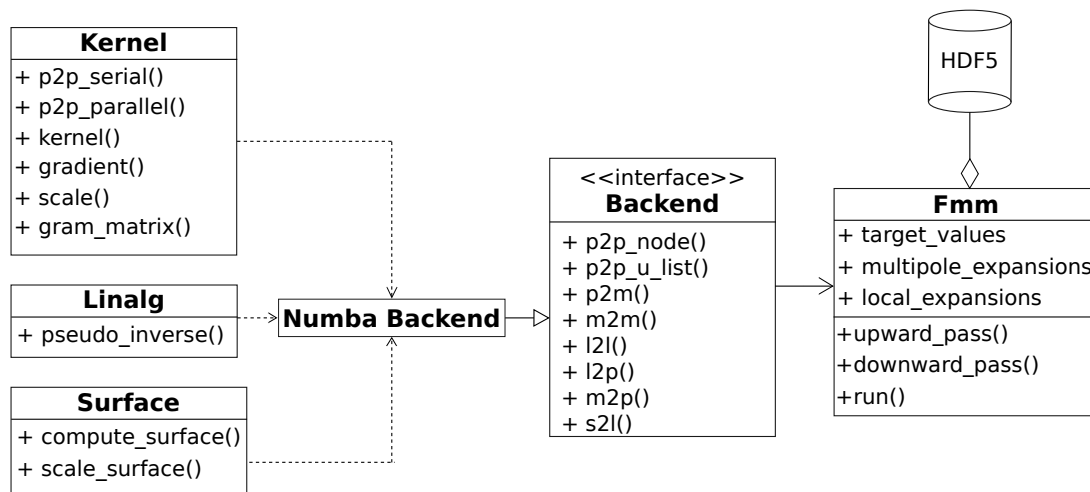 Kernel
+ p2p_serial()
+ p2p_parallel()
+ kernel()
+ gradient()
+ scale()
+ gram_matrix()
Linalg
+ pseudo_inverse()
Surface
+ compute_surface()
+ scale_surface()
Numba Backend
<<interface>>
Backend
+ p2p_node()
+ p2p_u_list()
+ p2m()
+ m2m()
+ l2l()
+ l2p()
+ m2p()
+ s2l()
HDF5
Fmm
+ target_values
+ multipole_expansions
+ local_expansions
+upward_pass()
+downward_pass()
+run()